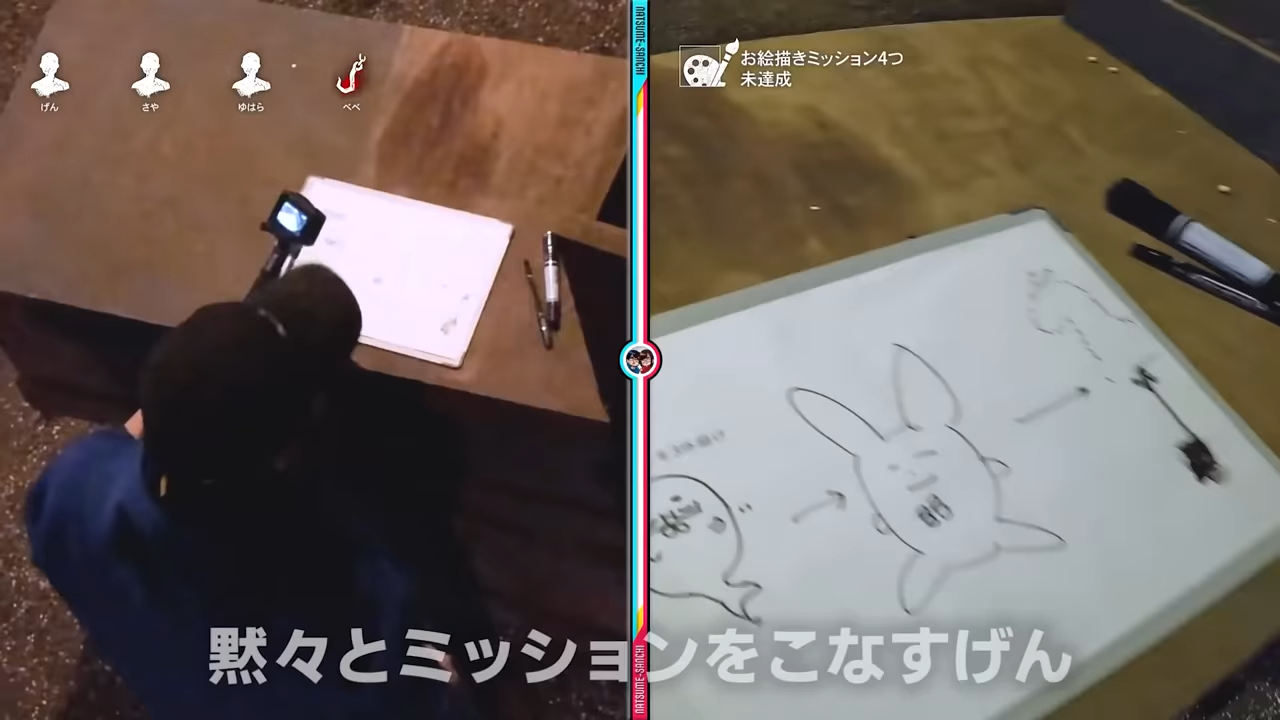 げん
さや
ゆはら
べべ
NATSUME-SANCHI
お絵描きミッション4つ
未達成
黙々とミッションをこなすげん
NATSUME-SANCHI